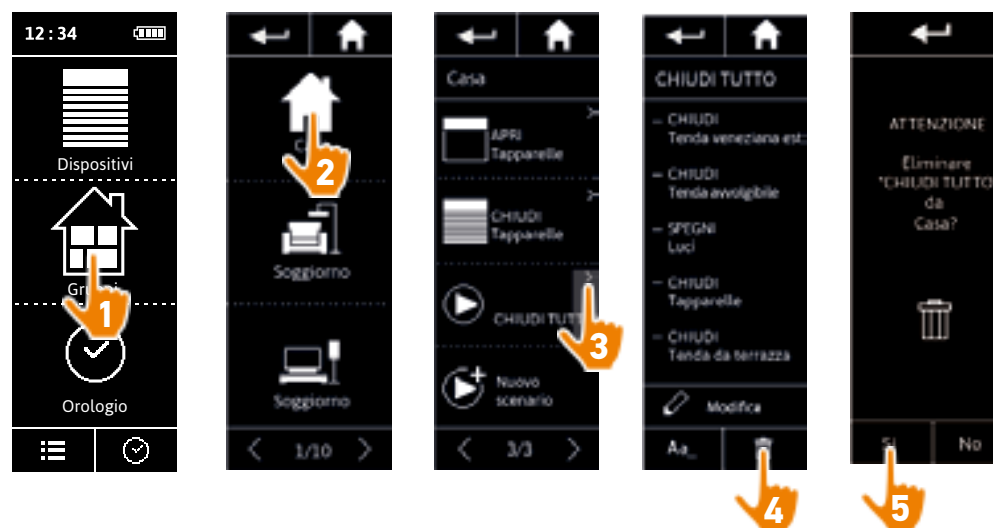 12:34
Dispositivi
Gruppi
1
Orologio
2
Soggiorno
Soggiorno
1/10
Casa
APRI
Tapparelle
CHIUDI
Tapparelle
CHIUDI TUTT
3
Nuovo
scenario
3/3
CHIUDI TUTTO
– CHIUDI
Tenda veneziana est:
– CHIUDI
Tenda avvolgibile
– SPEGNI
Luci
– CHIUDI
Tapparelle
– CHIUDI
Tenda da terrazza
Modifica
Aa_
4
ATTENZIONE
Eliminare
"CHIUDI TUTTO
da
Casa?
Si
No
5